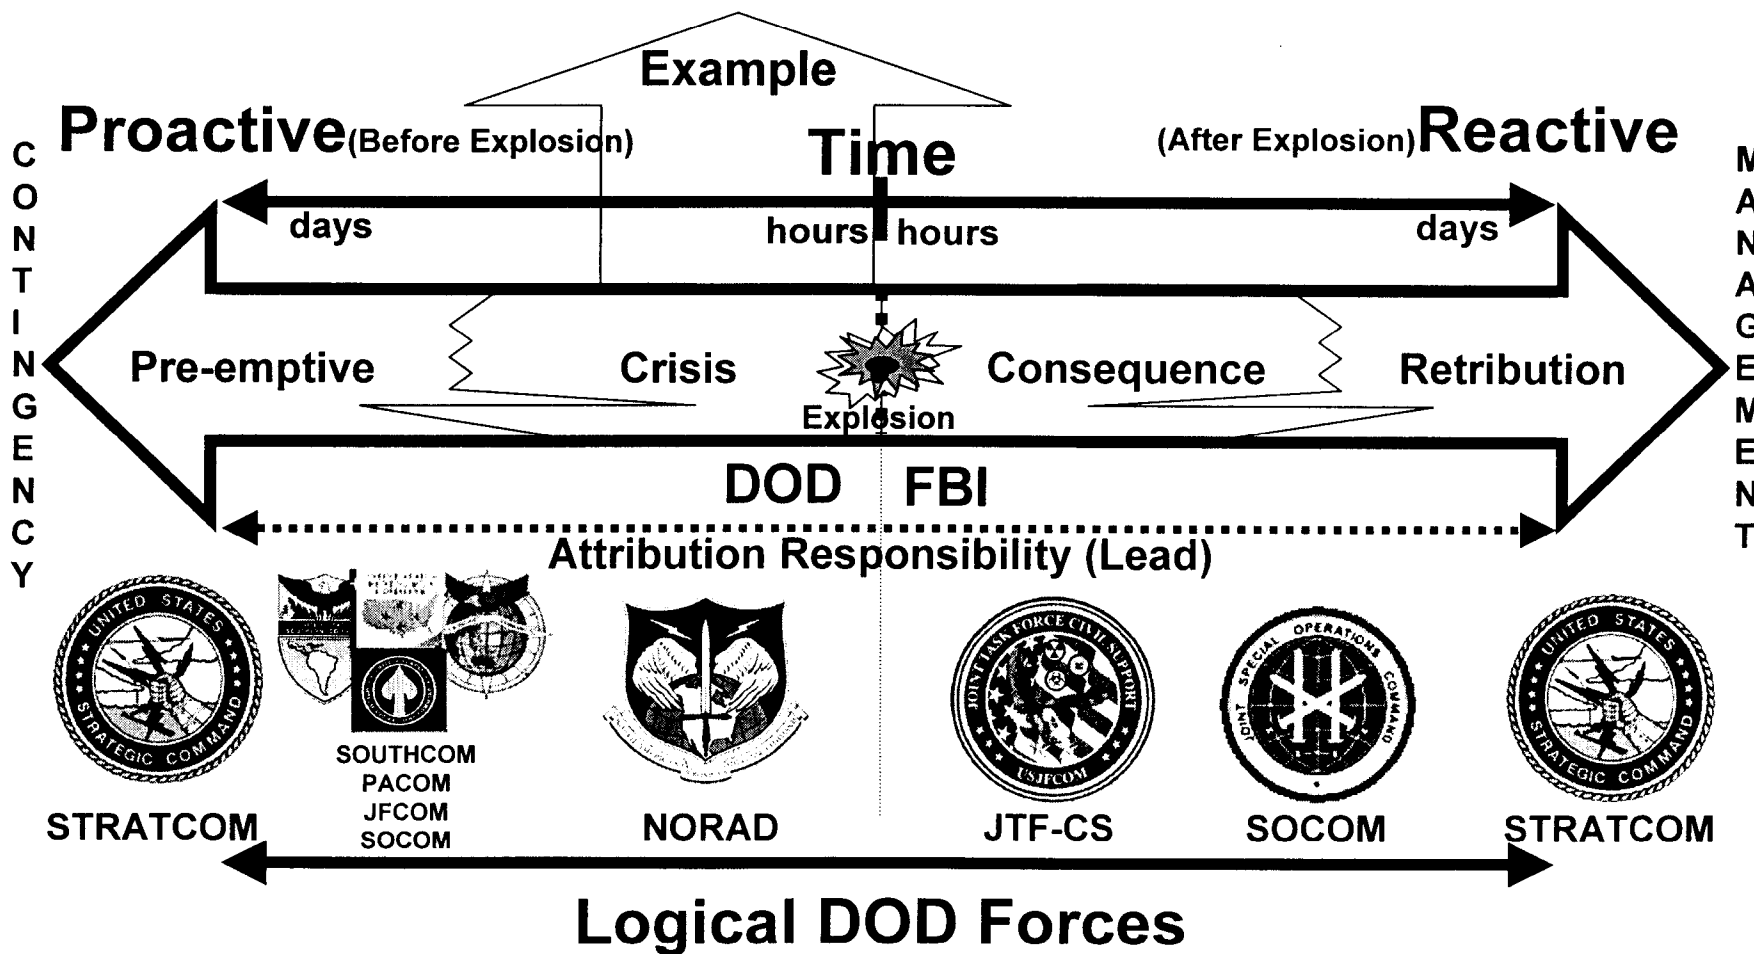 Example
Proactive(Before Explosion)
Time
(After Explosion)Reactive
CONTINGENCY
MANAGEMENT
days
hours
hours
days
Pre-emptive
Crisis
Explosion
Consequence
Retribution
DOD
FBI
Attribution Responsibility (Lead)
UNITED STATES
STRATEGIC COMMAND
JOINT TASK FORCE CIVIL SUPPORT
USJFCOM
JOINT SPECIAL OPERATIONS COMMAND
UNITED STATES
STRATEGIC COMMAND
STRATCOM
SOUTHCOM
PACOM
JFCOM
SOCOM
NORAD
JTF-CS
SOCOM
STRATCOM
Logical DOD Forces